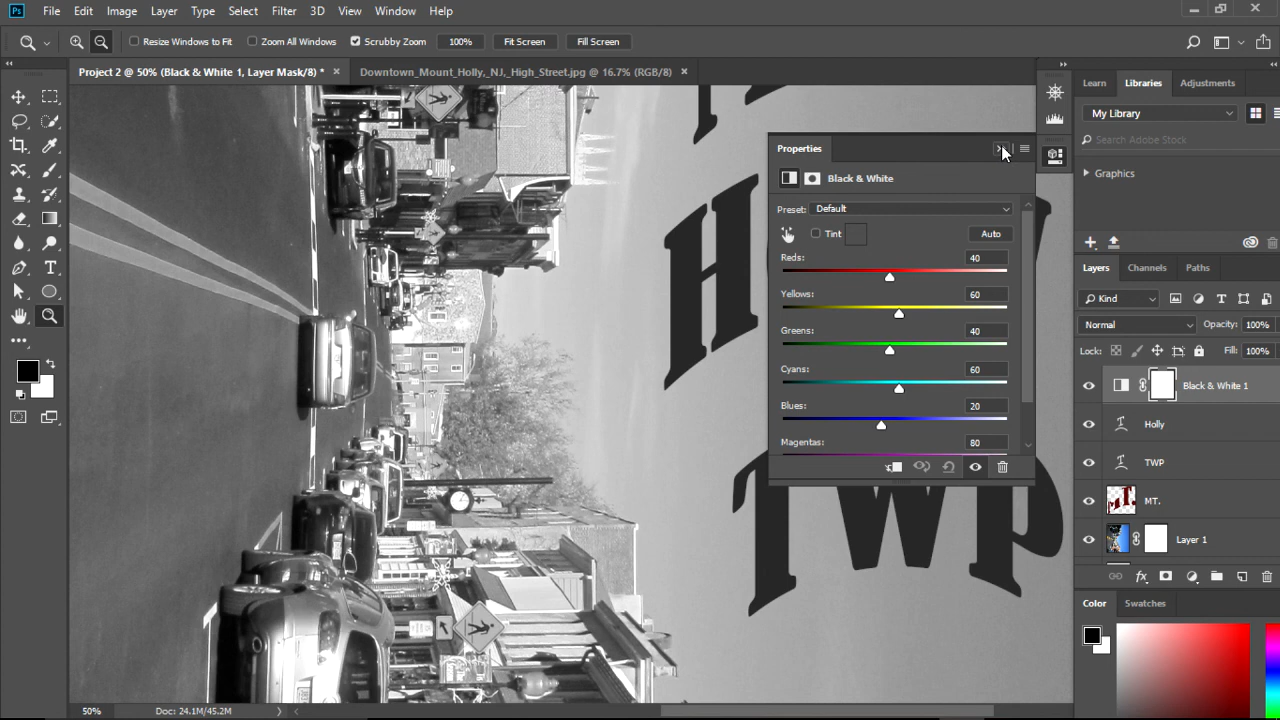 Ps File Edit Image Layer Type Select Filter 3D View Window Help
Resize Windows to Fit Zoom All Windows Scrubby Zoom 100% Fit Screen Fill Screen
Project 2 @ 50% (Black & White 1, Layer Mask/8) * Downtown_Mount_Holly,_NJ,_High_Street.jpg @ 16.7% (RGB/8)
Learn Libraries Adjustments
My Library
Search Adobe Stock
Graphics
Properties
Black & White
Preset: Default
Tint Auto
Reds: 40
Yellows: 60
Greens: 40
Cyans: 60
Blues: 20
Magentas: 80
H
TWP
Layers Channels Paths
Kind
Normal Opacity: 100%
Lock: Fill: 100%
Black & White 1
Holly
TWP
MT.
Layer 1
Color Swatches
50% Doc: 24.1M/45.2M